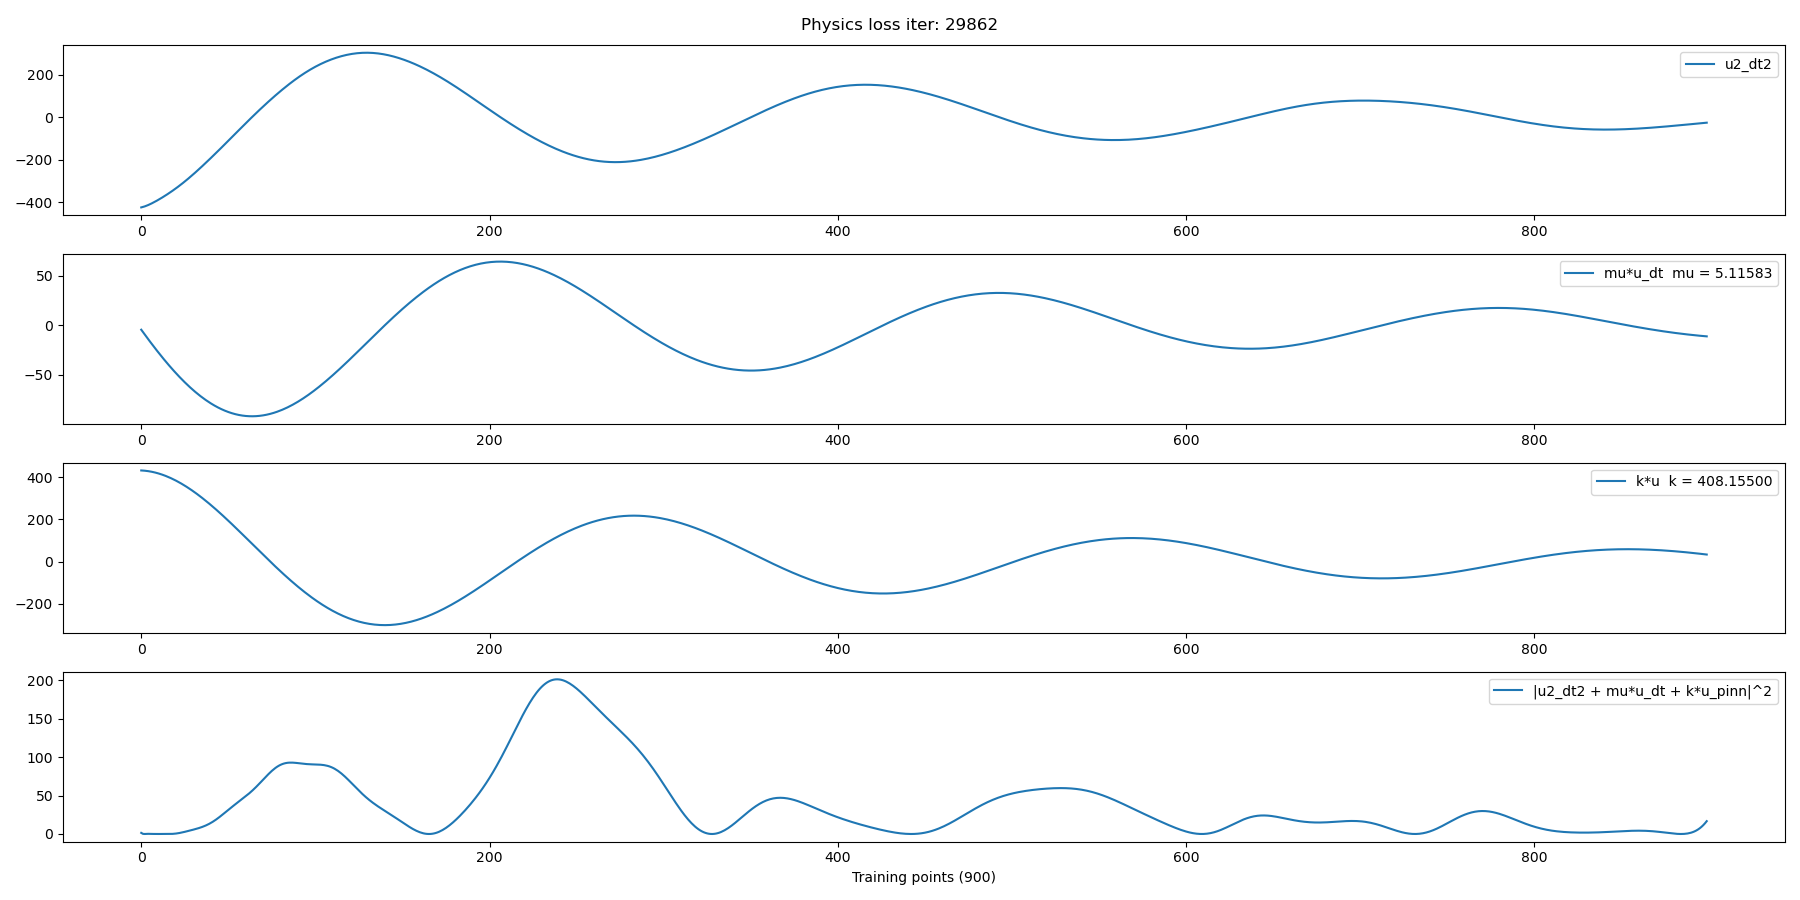 Physics loss iter: 29862
u2_dt2
200
0
−200
−400
0 200 400 600 800
mu*u_dt mu = 5.11583
50
0
−50
0 200 400 600 800
k*u k = 408.15500
400
200
0
−200
0 200 400 600 800
|u2_dt2 + mu*u_dt + k*u_pinn|^2
200
150
100
50
0
0 200 400 600 800
Training points (900)